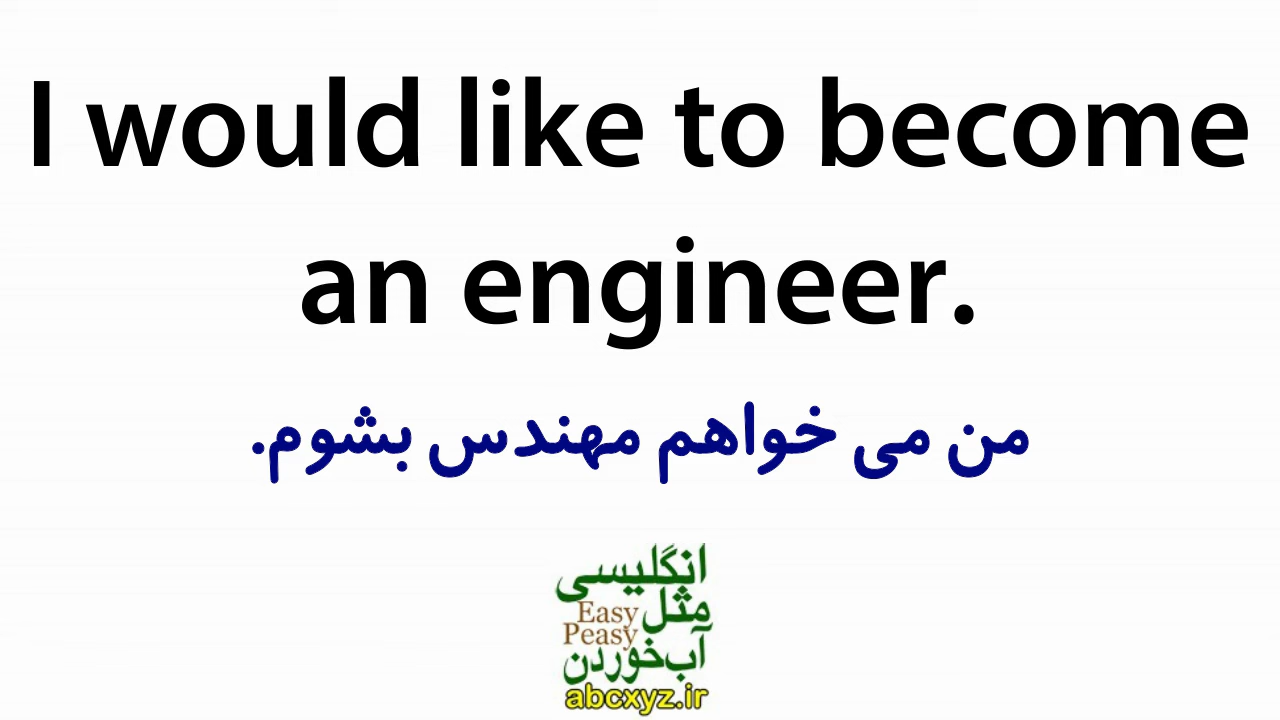 I would like to become
an engineer.
من می خواهم مهندس بشوم.
انگلیسی
مثل Easy
Peasy
آب‌خوردن
abcxyz.ir